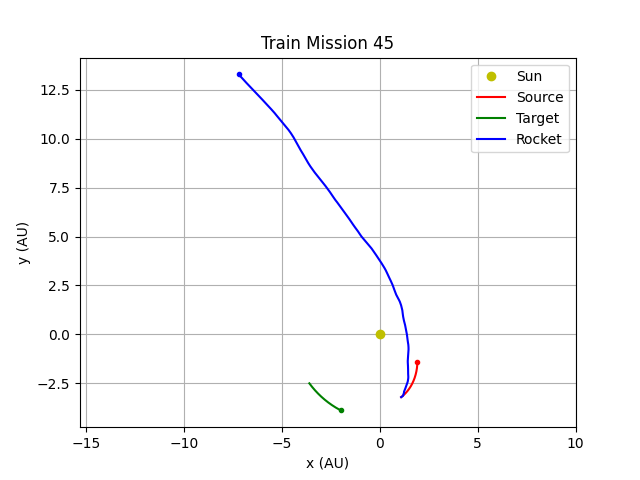 Train Mission 45
Sun
Source
Target
Rocket
12.5
10.0
7.5
5.0
2.5
0.0
−2.5
y (AU)
−15 −10 −5 0 5 10
x (AU)